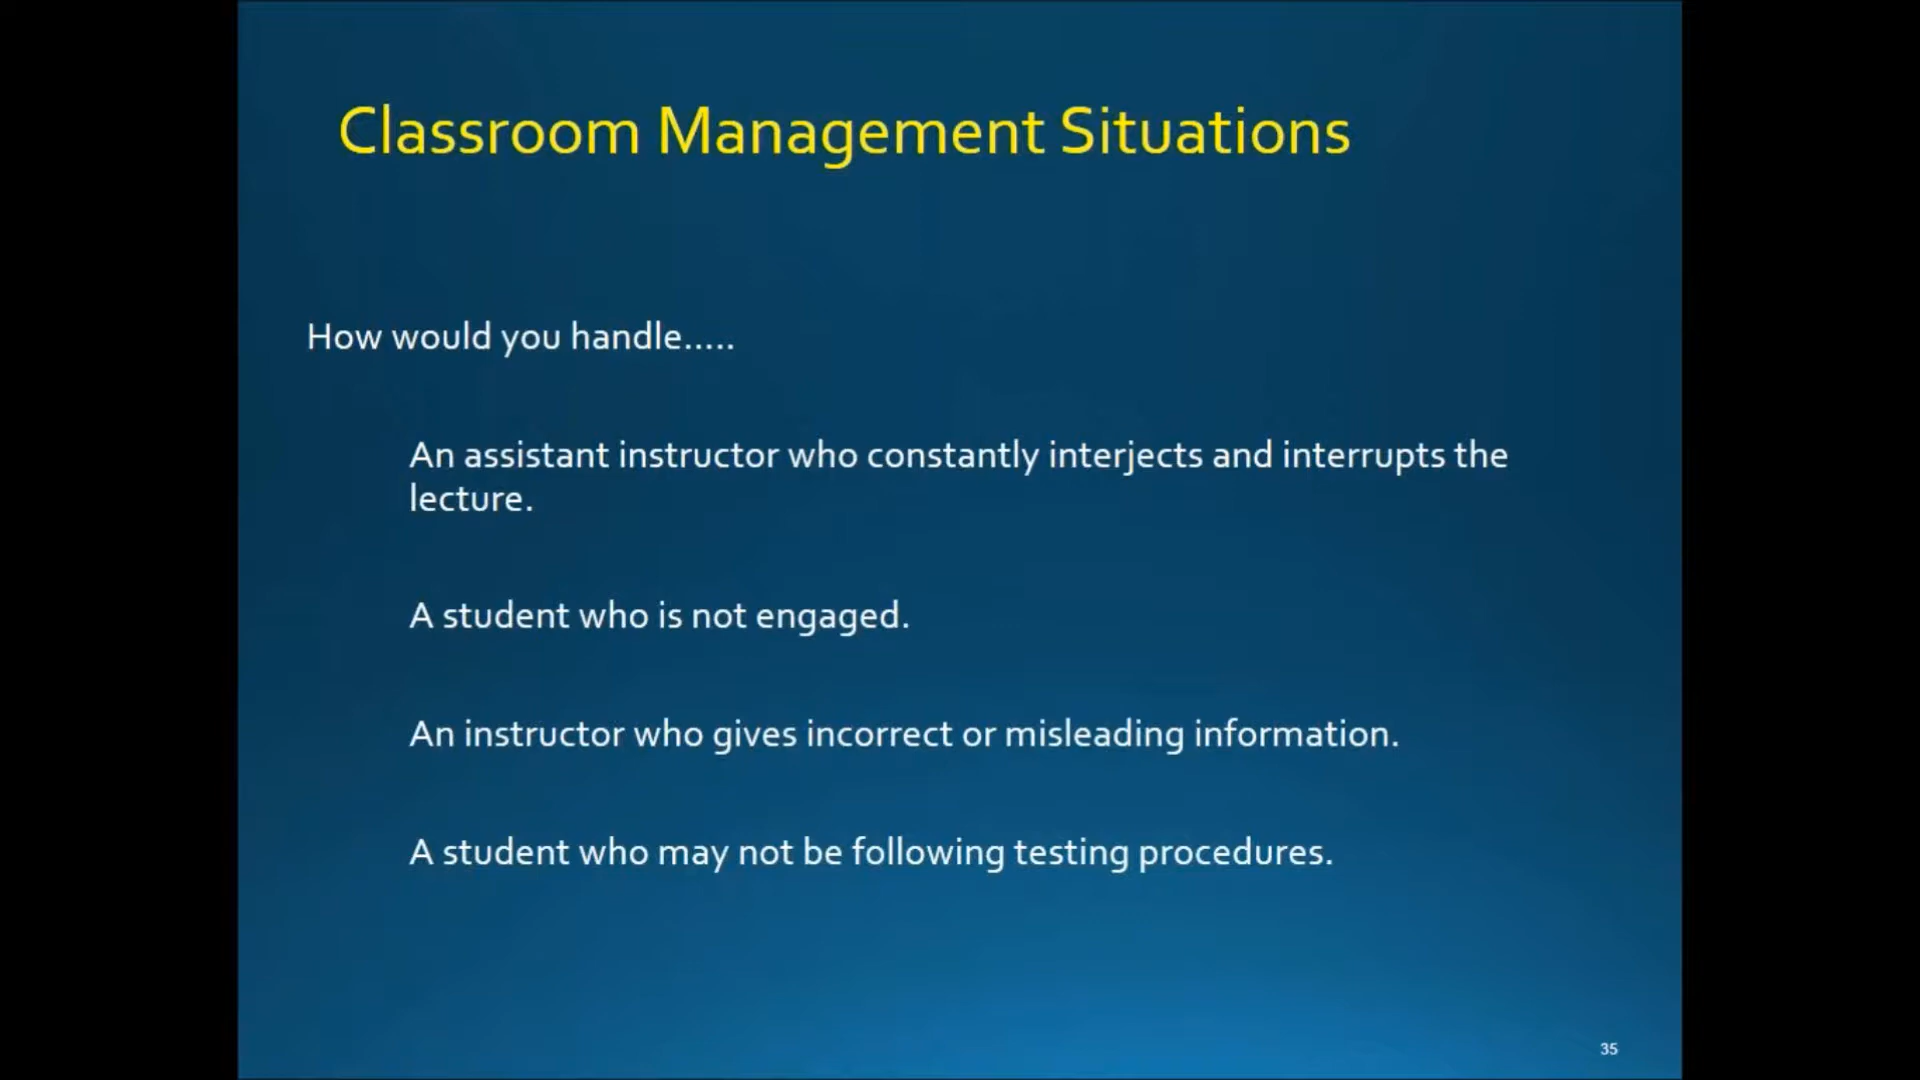 Classroom Management Situations
How would you handle.....
An assistant instructor who constantly interjects and interrupts the
lecture.
A student who is not engaged.
An instructor who gives incorrect or misleading information.
A student who may not be following testing procedures.
35